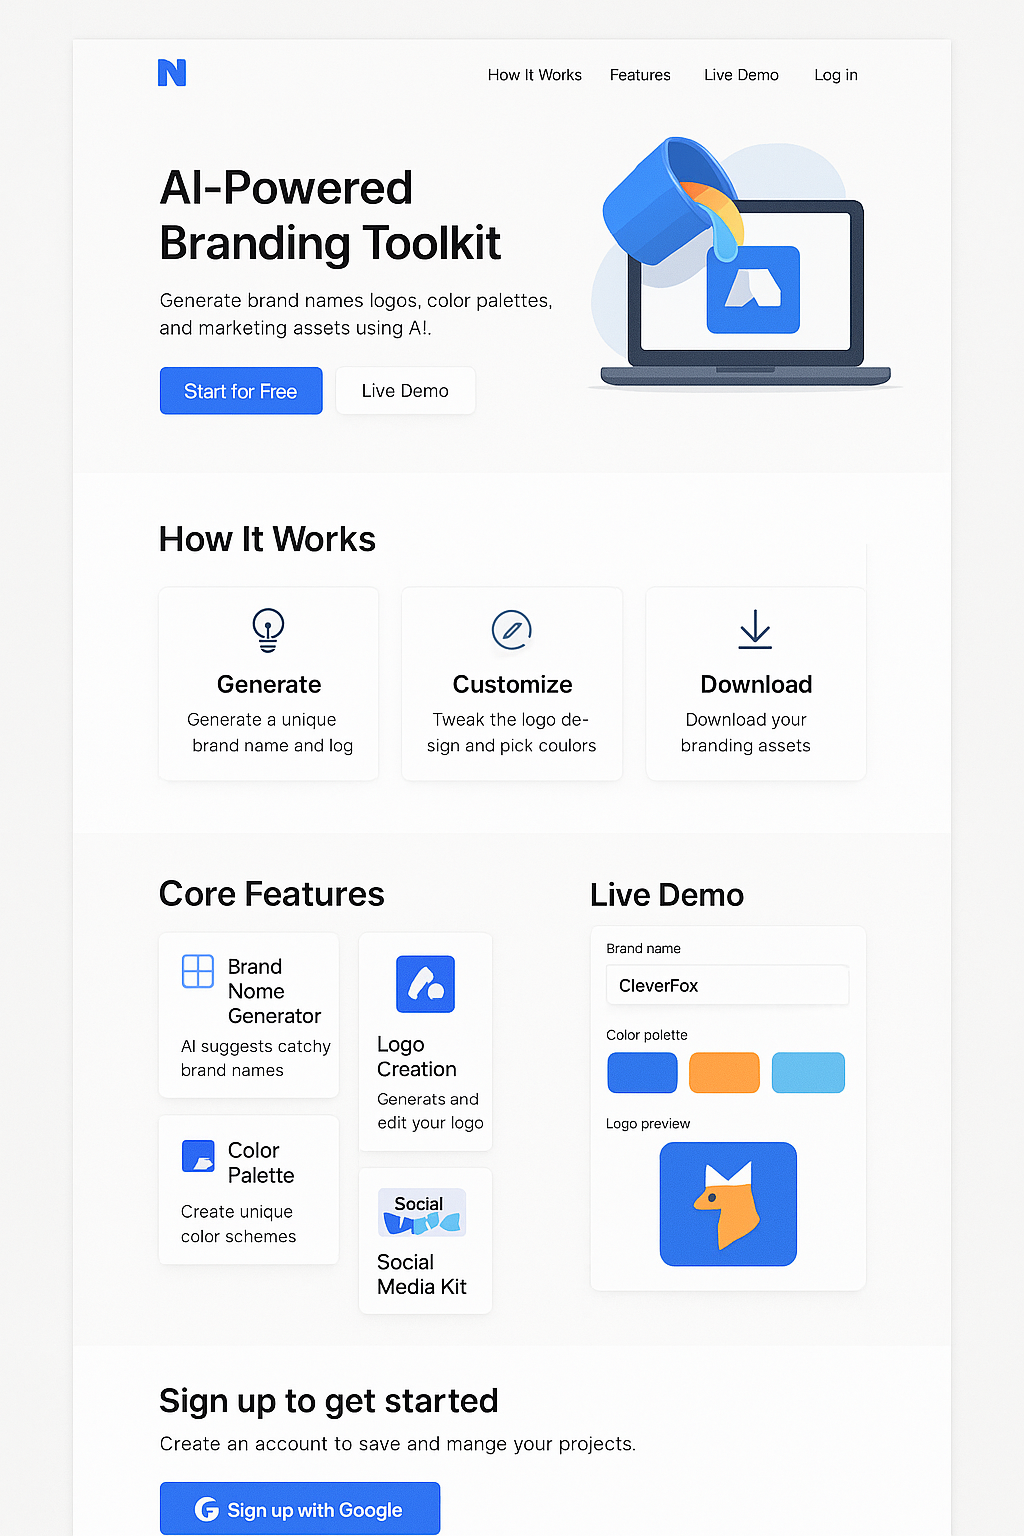 N
How It Works
Features
Live Demo
Log in
AI-Powered
Branding Toolkit
Generate brand names logos, color palettes,
and marketing assets using A!.
Start for Free
Live Demo
How It Works
Generate
Generate a unique
brand name and log
Customize
Tweak the logo de-
sign and pick coulors
Download
Download your
branding assets
Core Features
Brand
Nome
Generator
AI suggests catchy
brand names
Logo
Creation
Generats and
edit your logo
Color
Palette
Create unique
color schemes
Social
Social
Media Kit
Live Demo
Brand name
CleverFox
Color polette
Logo preview
Sign up to get started
Create an account to save and mange your projects.
G Sign up with Google